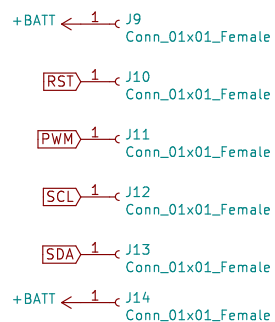 +BATT 1 J9
Conn_01x01_Female
RST 1 J10
Conn_01x01_Female
PWM 1 J11
Conn_01x01_Female
SCL 1 J12
Conn_01x01_Female
SDA 1 J13
Conn_01x01_Female
+BATT 1 J14
Conn_01x01_Female